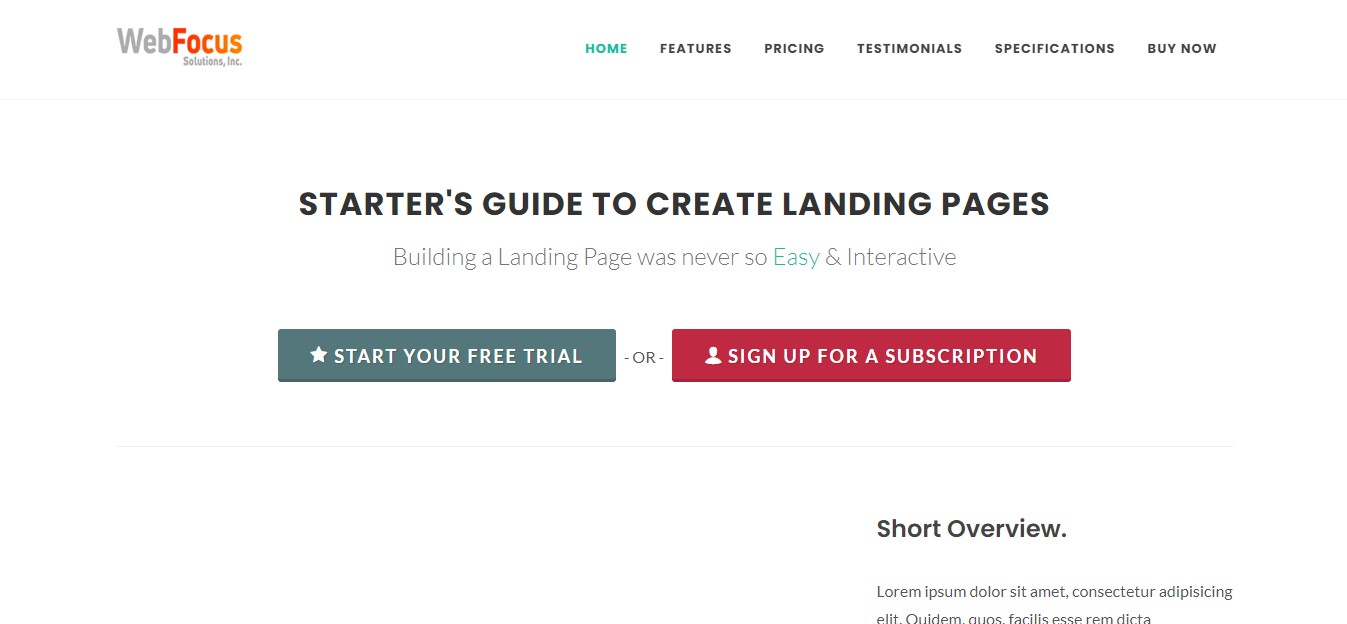 WebFocus
Solutions, Inc.
HOME FEATURES PRICING TESTIMONIALS SPECIFICATIONS BUY NOW
STARTER'S GUIDE TO CREATE LANDING PAGES
Building a Landing Page was never so Easy & Interactive
START YOUR FREE TRIAL - OR - SIGN UP FOR A SUBSCRIPTION
Short Overview.
Lorem ipsum dolor sit amet, consectetur adipisicing
elit. Quidem, quos, facilis esse rem dicta